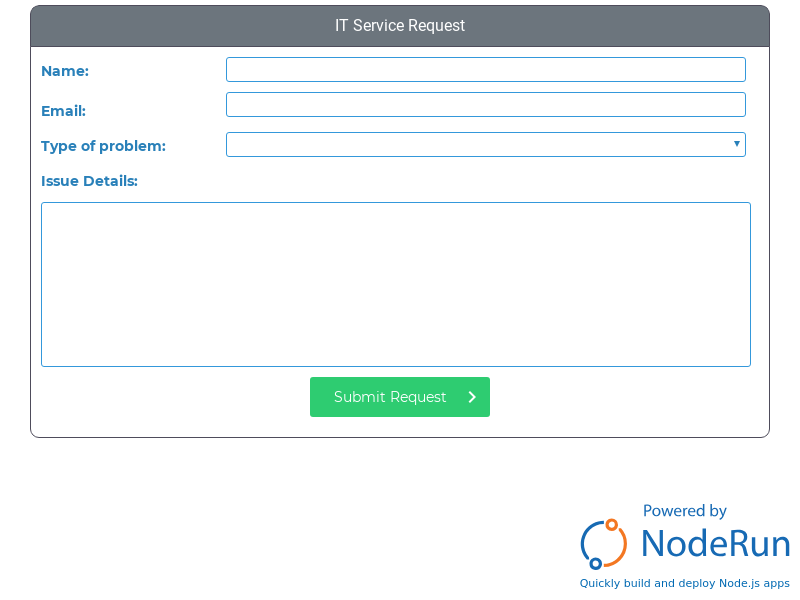 IT Service Request
Name:
Email:
Type of problem:
Issue Details:
Submit Request
Powered by
NodeRun
Quickly build and deploy Node.js apps